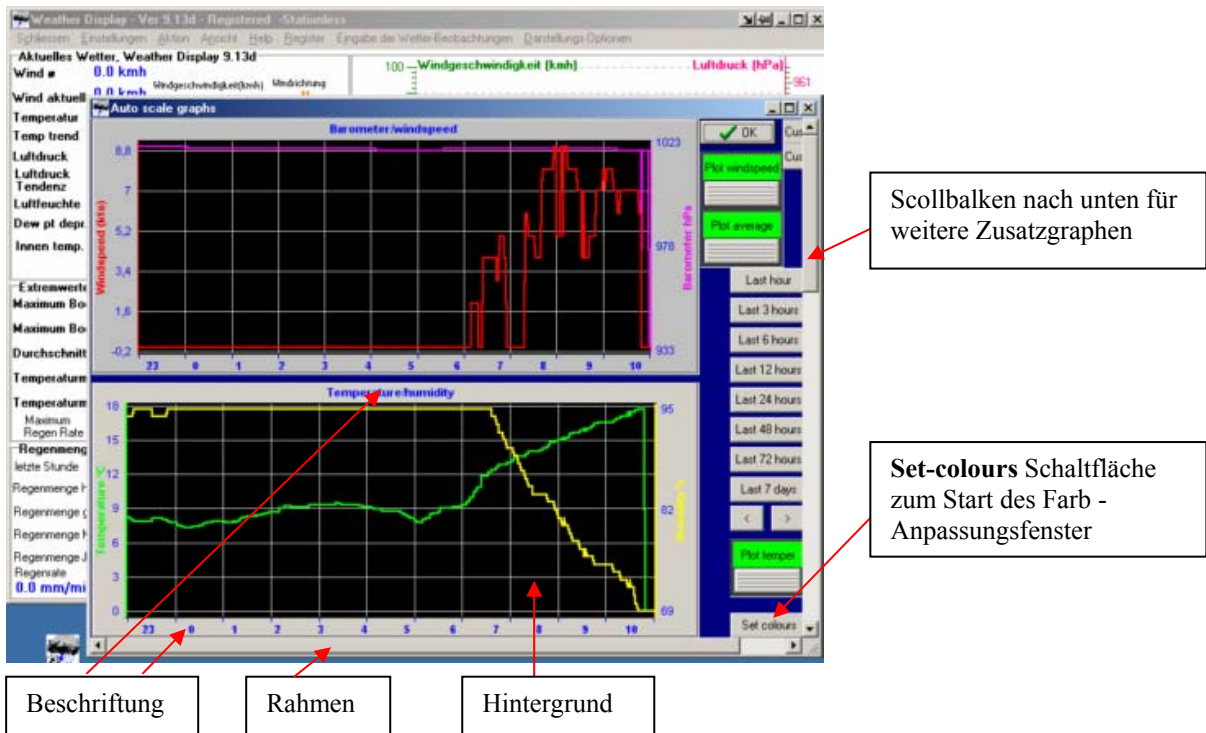 Weather Display - Ver 9.13d - Registered -Stationless
Schliessen Einstellungen Aktion Ansicht Help Register Eingabe der Wetter-Beobachtungen Darstellungs-Optionen
Aktuelles Wetter, Weather Display 9.13d
Wind ø 0.0 kmh
Windgeschwindigkeit(kmh) Windrichtung
Wind aktuell 0.0 kmh
100 Windgeschwindigkeit (kmh) Luftdruck (hPa) 961
Temperatur
Temp trend
Luftdruck
Luftdruck
Tendenz
Luftfeuchte
Dew pt depr.
Innen temp.
Extremwerte
Maximum Bo
Maximum Bo
Durchschnitt
Temperaturm
Temperaturm
Maximum
Regen Rate
Regenmeng
letzte Stunde
Regenmenge
Regenmenge g
Regenmenge
Regenmenge J
Regenrate
0.0 mm/mi
Auto scale graphs
Barometer/windspeed
Windspeed (kts)
8,8
7
5,2
3,4
1,6
-0,2
1023
978
933
Barometer hPa
23 0 1 2 3 4 5 6 7 8 9 10
Temperature/humidity
Temperature °C
18
15
12
9
6
3
0
95
82
69
23 0 1 2 3 4 5 6 7 8 9 10
OK
Cus
Cus
Plot windspeed
Plot average
Last hour
Last 3 hours
Last 6 hours
Last 12 hours
Last 24 hours
Last 48 hours
Last 72 hours
Last 7 days
< >
Plot temper
Set colours
Scollbalken nach unten für
weitere Zusatzgraphen
Set-colours Schaltfläche
zum Start des Farb -
Anpassungsfenster
Beschriftung
Rahmen
Hintergrund